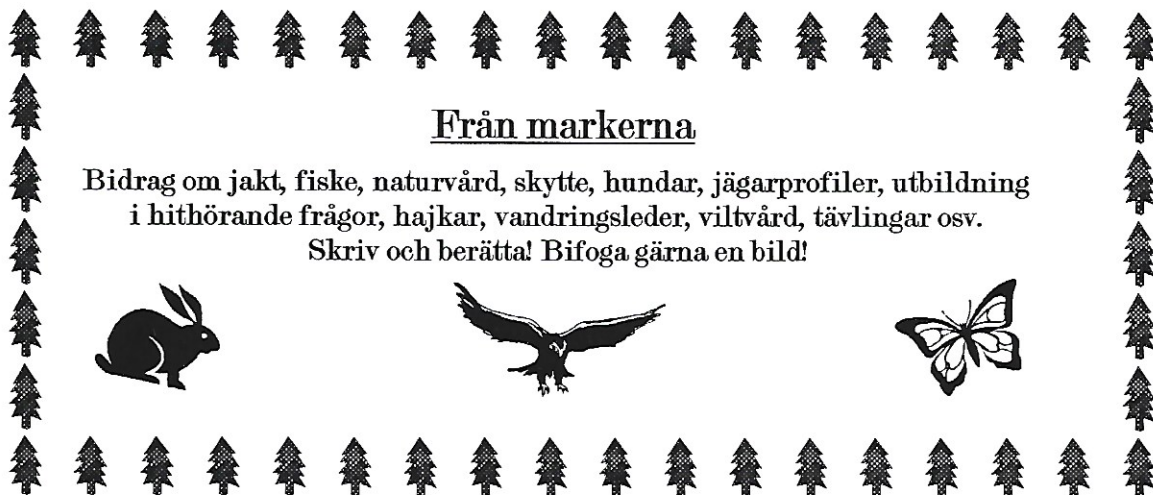 Från markerna
Bidrag om jakt, fiske, naturvård, skytte, hundar, jägarprofiler, utbildning
i hithörande frågor, hajkar, vandringsleder, viltvård, tävlingar osv.
Skriv och berätta! Bifoga gärna en bild!